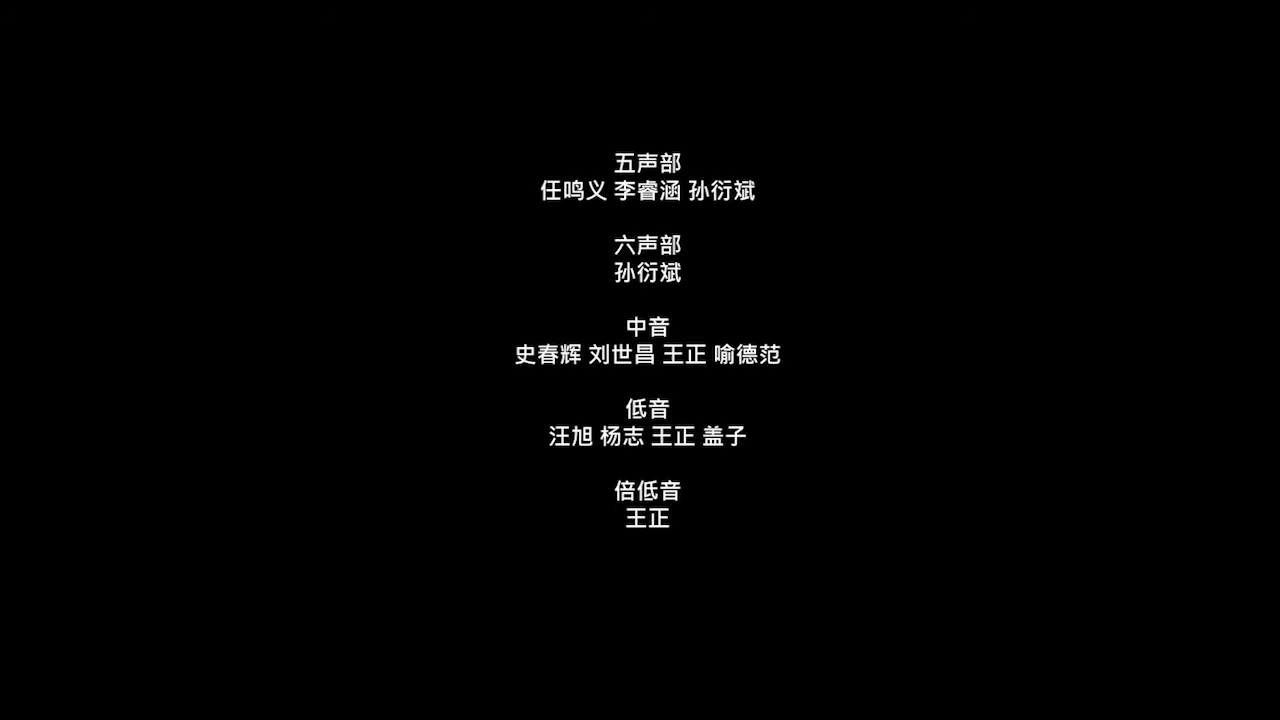 五声部
任鸣义 李睿涵 孙衍斌
六声部
孙衍斌
中音
史春辉 刘世昌 王正 喻德范
低音
汪旭 杨志 王正 盖子
倍低音
王正